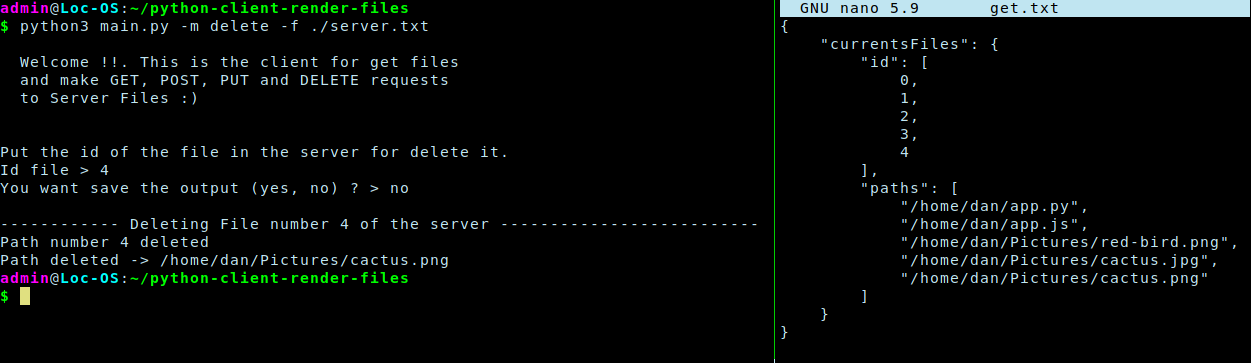 admin@Loc-OS:~/python-client-render-files
$ python3 main.py -m delete -f ./server.txt
Welcome !!. This is the client for get files
and make GET, POST, PUT and DELETE requests
to Server Files :)
Put the id of the file in the server for delete it.
Id file > 4
You want save the output (yes, no) ? > no
------------ Deleting File number 4 of the server --------------------------
Path number 4 deleted
Path deleted -> /home/dan/Pictures/cactus.png
admin@Loc-OS:~/python-client-render-files
$
GNU nano 5.9 get.txt
{
"currentsFiles": {
"id": [
0,
1,
2,
3,
4
],
"paths": [
"/home/dan/app.py",
"/home/dan/app.js",
"/home/dan/Pictures/red-bird.png",
"/home/dan/Pictures/cactus.jpg",
"/home/dan/Pictures/cactus.png"
]
}
}